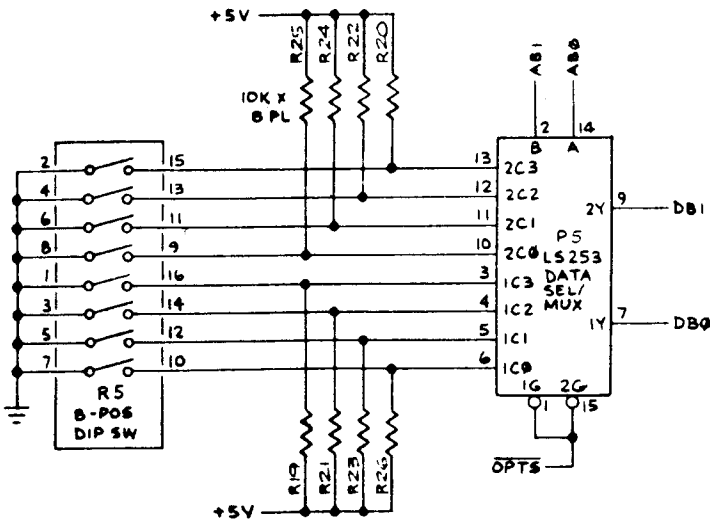 +5V
R25
R24
R22
R20
10K x
8 PL
AB1
AB0
2
14
B
A
2
15
13
2C3
4
13
12
2C2
6
11
11
2C1
2Y
9
DB1
8
9
10
2C0
P5
LS253
DATA
SEL/
MUX
1
16
3
1C3
3
14
4
1C2
1Y
7
DB0
5
12
5
1C1
7
10
6
1C0
R5
8-POS
DIP SW
1G
2G
1
15
OPTS
R19
R21
R23
R26
+5V